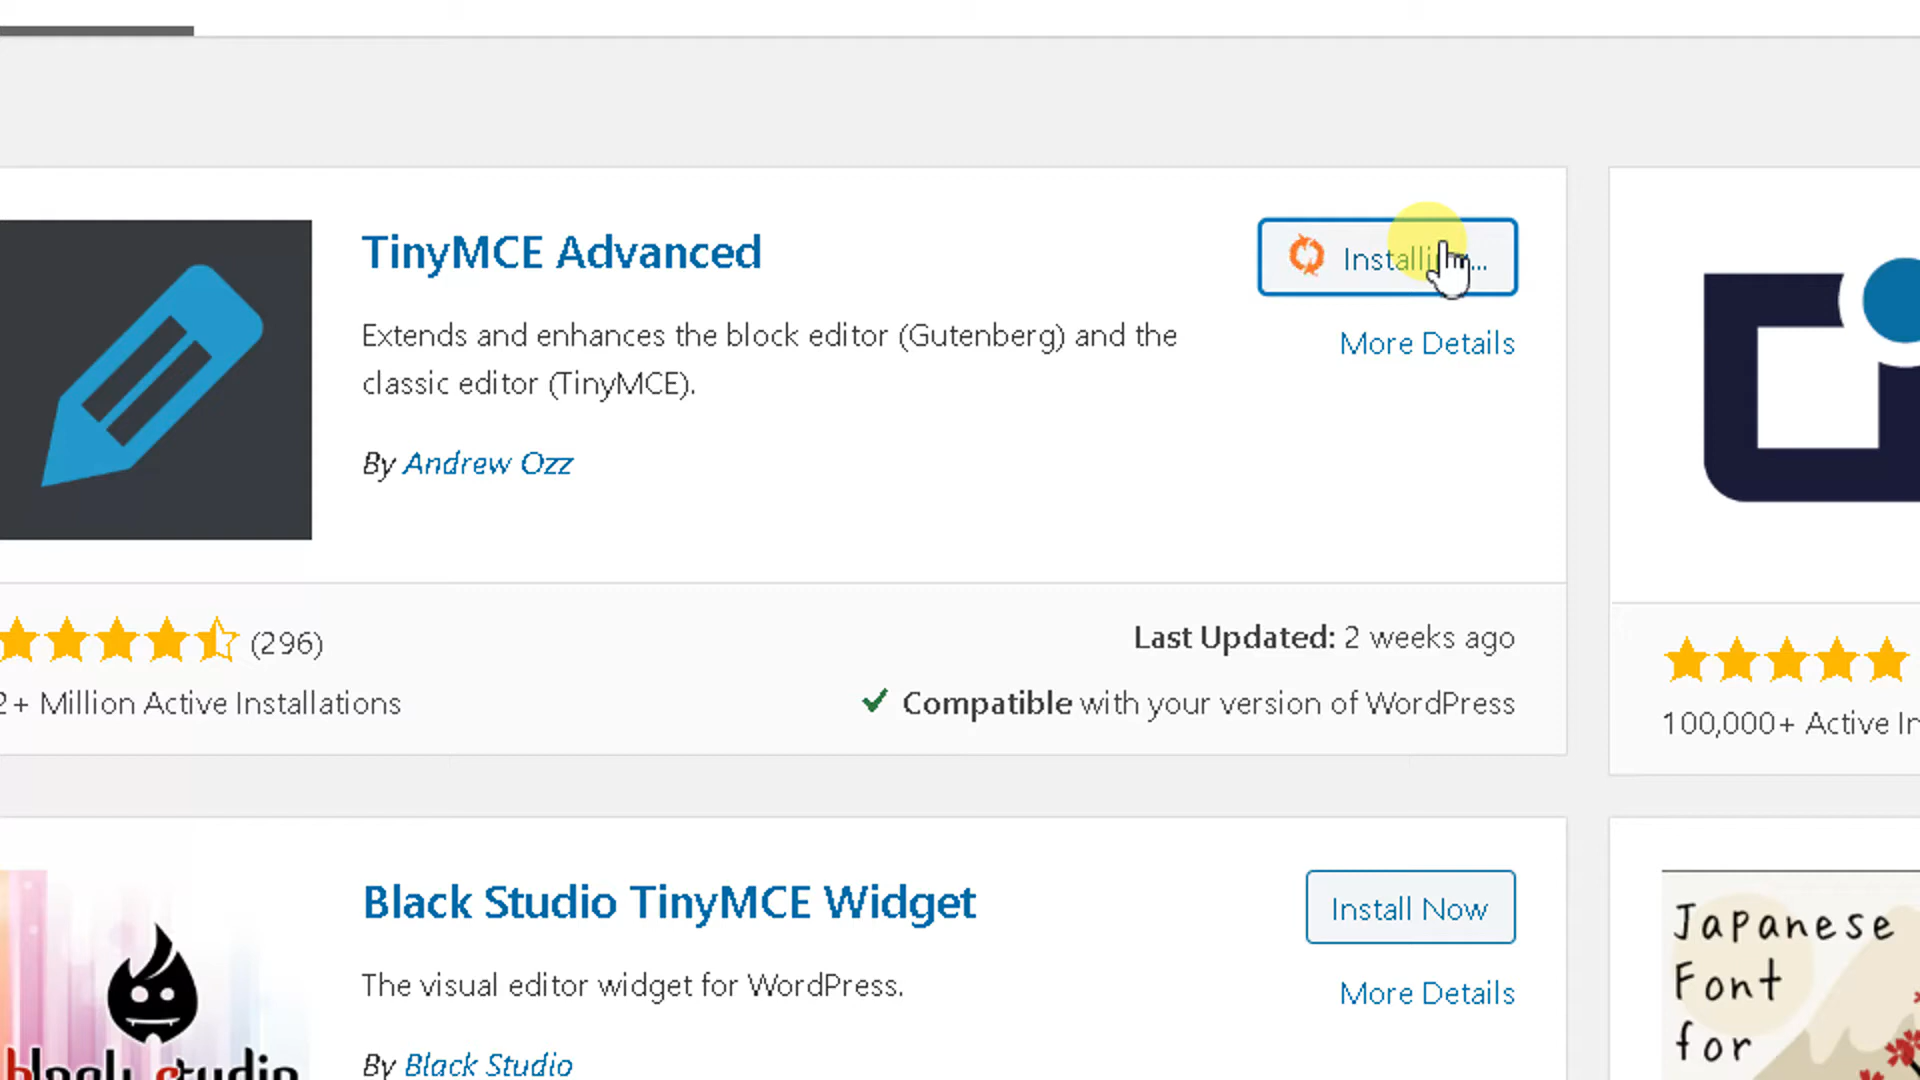 TinyMCE Advanced
Extends and enhances the block editor (Gutenberg) and the
classic editor (TinyMCE).
By Andrew Ozz
More Details
(296)
2+ Million Active Installations
Last Updated: 2 weeks ago
Compatible with your version of WordPress
100,000+ Active
Black Studio TinyMCE Widget
The visual editor widget for WordPress.
By Black Studio
Install Now
More Details
black studio
Japanese
Font
for